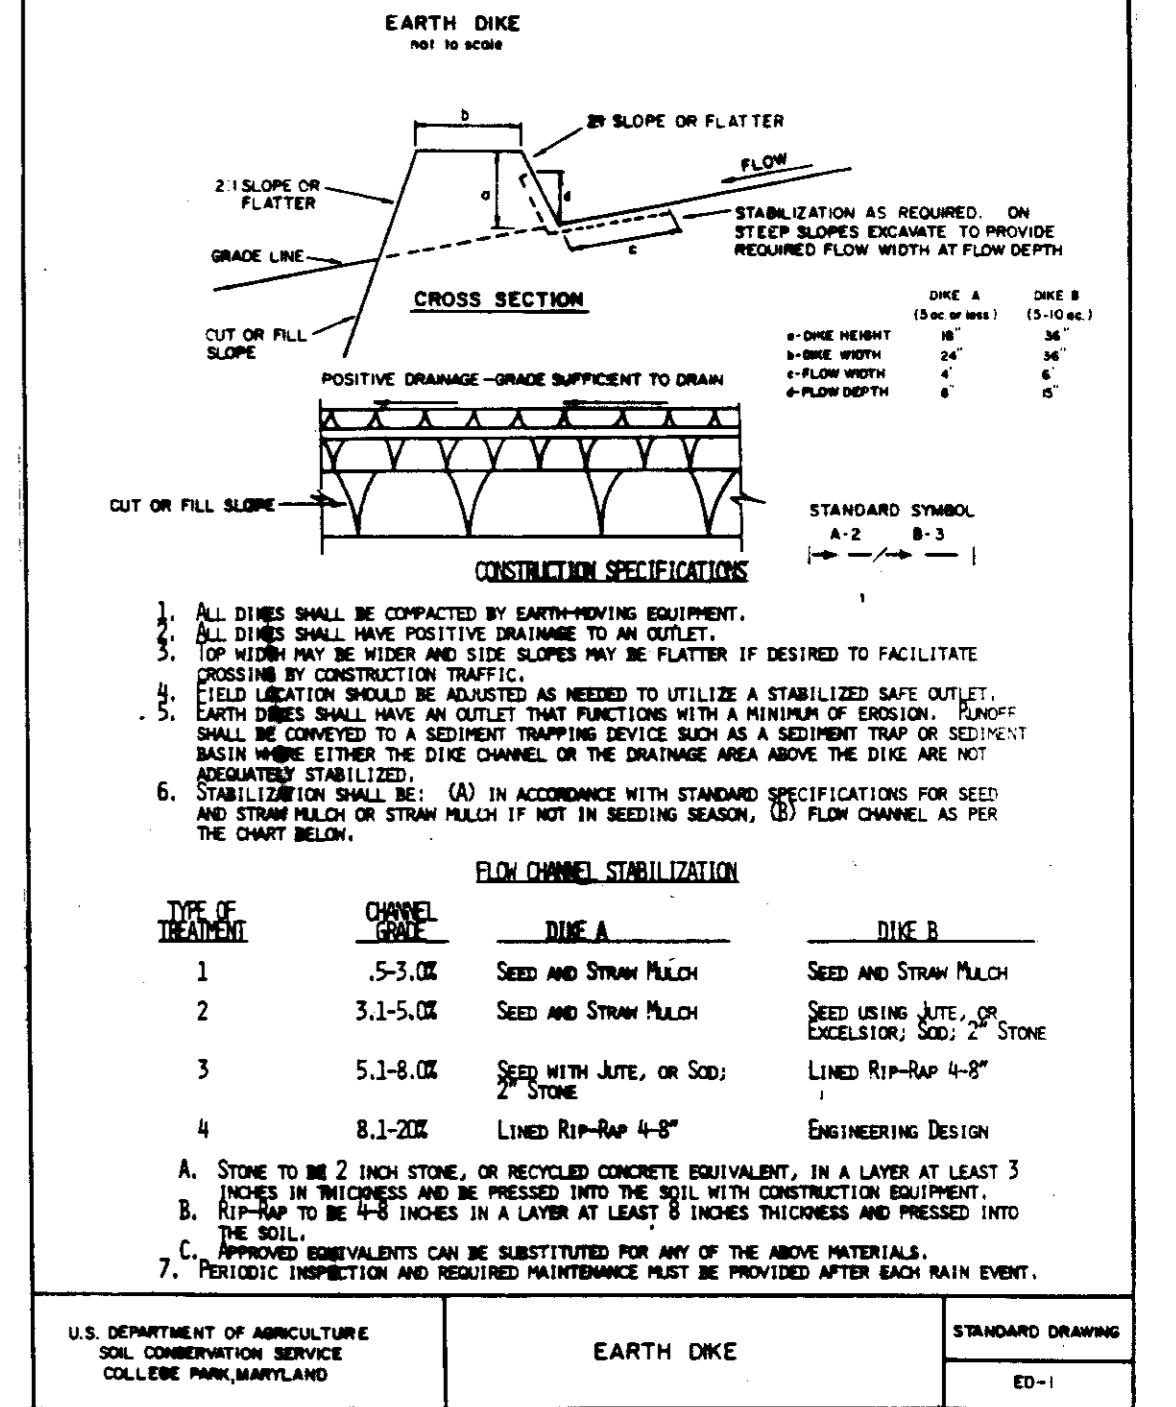 EARTH DIKE
not to scale
b
2:1 SLOPE OR FLATTER
FLOW
2:1 SLOPE OR
FLATTER
a
d
STABILIZATION AS REQUIRED. ON
STEEP SLOPES EXCAVATE TO PROVIDE
REQUIRED FLOW WIDTH AT FLOW DEPTH
c
GRADE LINE
CROSS SECTION
CUT OR FILL
SLOPE
DIKE A DIKE B
(5 ac. or less) (5-10 ac.)
a-DIKE HEIGHT 18" 36"
b-DIKE WIDTH 24" 36"
c-FLOW WIDTH 4' 6'
d-FLOW DEPTH 8" 15"
POSITIVE DRAINAGE-GRADE SUFFICIENT TO DRAIN
CUT OR FILL SLOPE
STANDARD SYMBOL
A-2 B-3
CONSTRUCTION SPECIFICATIONS
1. ALL DIKES SHALL BE COMPACTED BY EARTH-MOVING EQUIPMENT.
2. ALL DIKES SHALL HAVE POSITIVE DRAINAGE TO AN OUTLET.
3. TOP WIDTH MAY BE WIDER AND SIDE SLOPES MAY BE FLATTER IF DESIRED TO FACILITATE
CROSSING BY CONSTRUCTION TRAFFIC.
4. FIELD LOCATION SHOULD BE ADJUSTED AS NEEDED TO UTILIZE A STABILIZED SAFE OUTLET.
5. EARTH DIKES SHALL HAVE AN OUTLET THAT FUNCTIONS WITH A MINIMUM OF EROSION. RUNOFF
SHALL BE CONVEYED TO A SEDIMENT TRAPPING DEVICE SUCH AS A SEDIMENT TRAP OR SEDIMENT
BASIN WHERE EITHER THE DIKE CHANNEL OR THE DRAINAGE AREA ABOVE THE DIKE ARE NOT
ADEQUATELY STABILIZED.
6. STABILIZATION SHALL BE: (A) IN ACCORDANCE WITH STANDARD SPECIFICATIONS FOR SEED
AND STRAW MULCH OR STRAW MULCH IF NOT IN SEEDING SEASON, (B) FLOW CHANNEL AS PER
THE CHART BELOW.
FLOW CHANNEL STABILIZATION
TYPE OF CHANNEL
TREATMENT GRADE DIKE A DIKE B
1 .5-3.0% SEED AND STRAW MULCH SEED AND STRAW MULCH
2 3.1-5.0% SEED AND STRAW MULCH SEED USING JUTE, OR
EXCELSIOR; SOD; 2" STONE
3 5.1-8.0% SEED WITH JUTE, OR SOD; LINED RIP-RAP 4-8"
2" STONE
4 8.1-20% LINED RIP-RAP 4-8" ENGINEERING DESIGN
A. STONE TO BE 2 INCH STONE, OR RECYCLED CONCRETE EQUIVALENT, IN A LAYER AT LEAST 3
INCHES IN THICKNESS AND BE PRESSED INTO THE SOIL WITH CONSTRUCTION EQUIPMENT.
B. RIP-RAP TO BE 4-8 INCHES IN A LAYER AT LEAST 8 INCHES THICKNESS AND PRESSED INTO
THE SOIL.
C. APPROVED EQUIVALENTS CAN BE SUBSTITUTED FOR ANY OF THE ABOVE MATERIALS.
7. PERIODIC INSPECTION AND REQUIRED MAINTENANCE MUST BE PROVIDED AFTER EACH RAIN EVENT.
U.S. DEPARTMENT OF AGRICULTURE
SOIL CONSERVATION SERVICE
COLLEGE PARK, MARYLAND
EARTH DIKE
STANDARD DRAWING
ED-1